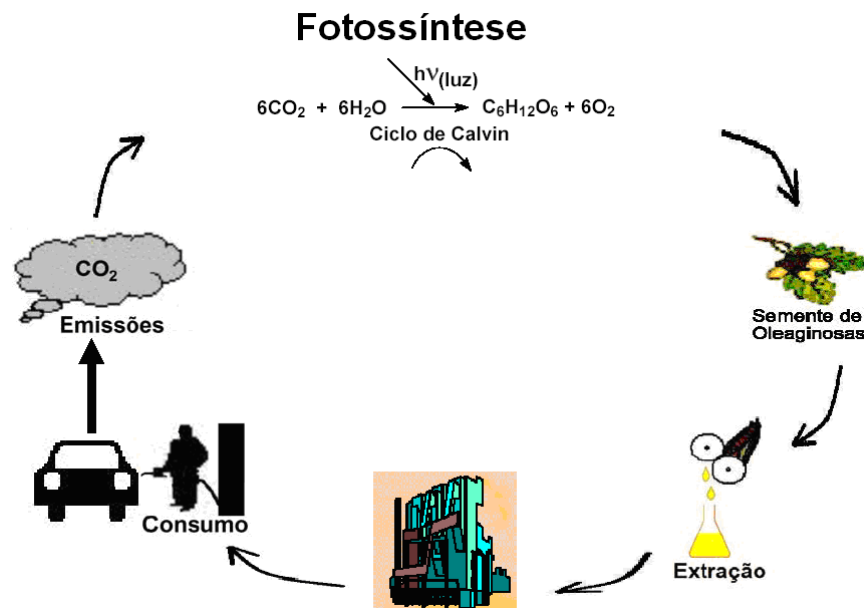 Fotossíntese
hν(luz)
6CO₂ + 6H₂O → C₆H₁₂O₆ + 6O₂
Ciclo de Calvin
CO₂
Emissões
Semente de
Oleaginosas
Consumo
Extração